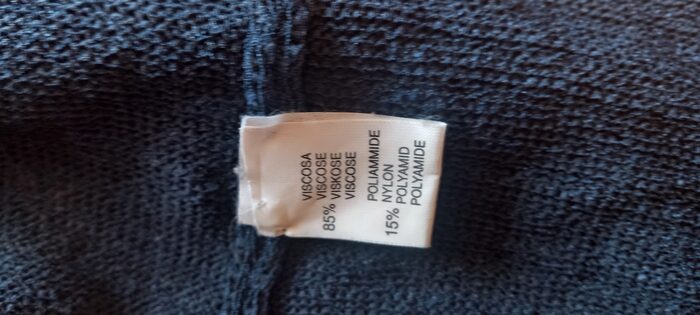 VISCOSA
VISCOSE
85% VISKOSE
VISCOSE
POLIAMMIDE
NYLON
15% POLYAMID
POLYAMIDE